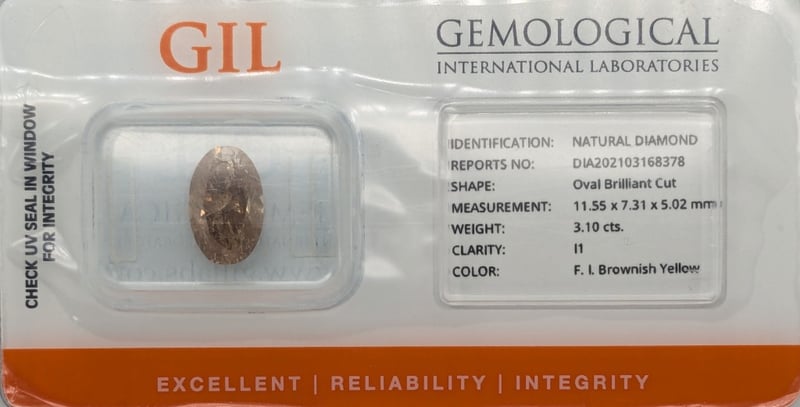 GIL
GEMOLOGICAL
INTERNATIONAL LABORATORIES
CHECK UV SEAL IN WINDOW
FOR INTEGRITY
IDENTIFICATION: NATURAL DIAMOND
REPORTS NO: DIA202103168378
SHAPE: Oval Brilliant Cut
MEASUREMENT: 11.55 x 7.31 x 5.02 mm
WEIGHT: 3.10 cts.
CLARITY: I1
COLOR: F. I. Brownish Yellow
EXCELLENT | RELIABILITY | INTEGRITY